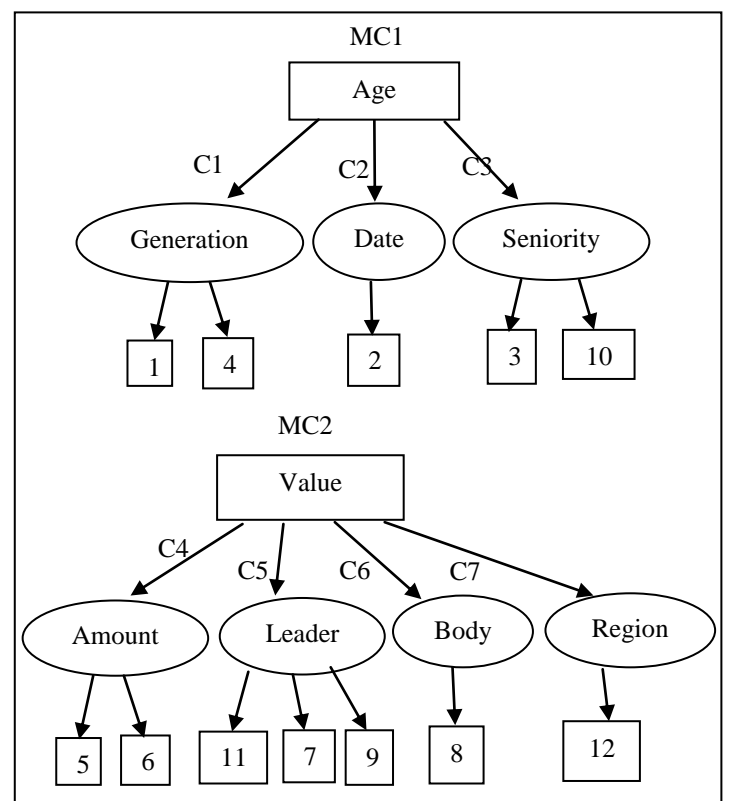 MC1
Age
C1
C2
C3
Generation
Date
Seniority
1
4
2
3
10
MC2
Value
C4
C5
C6
C7
Amount
Leader
Body
Region
5
6
11
7
9
8
12